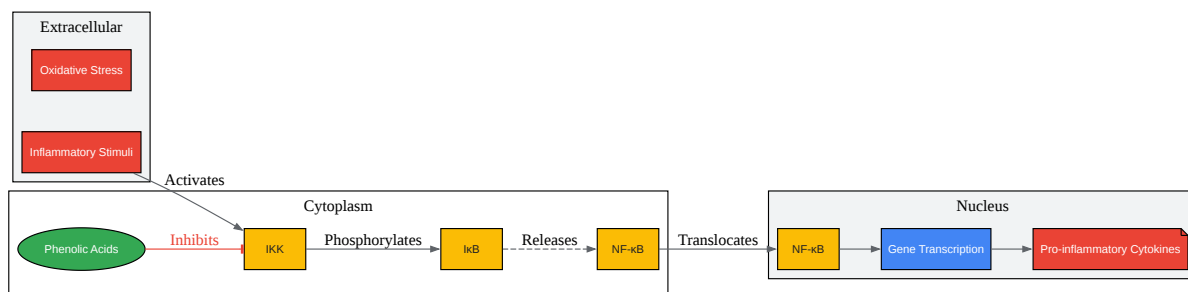 Extracellular
Oxidative Stress
Inflammatory Stimuli
Activates
Cytoplasm
Phenolic Acids
Inhibits
IKK
Phosphorylates
IκB
Releases
NF-κB
Translocates
Nucleus
NF-κB
Gene Transcription
Pro-inflammatory Cytokines